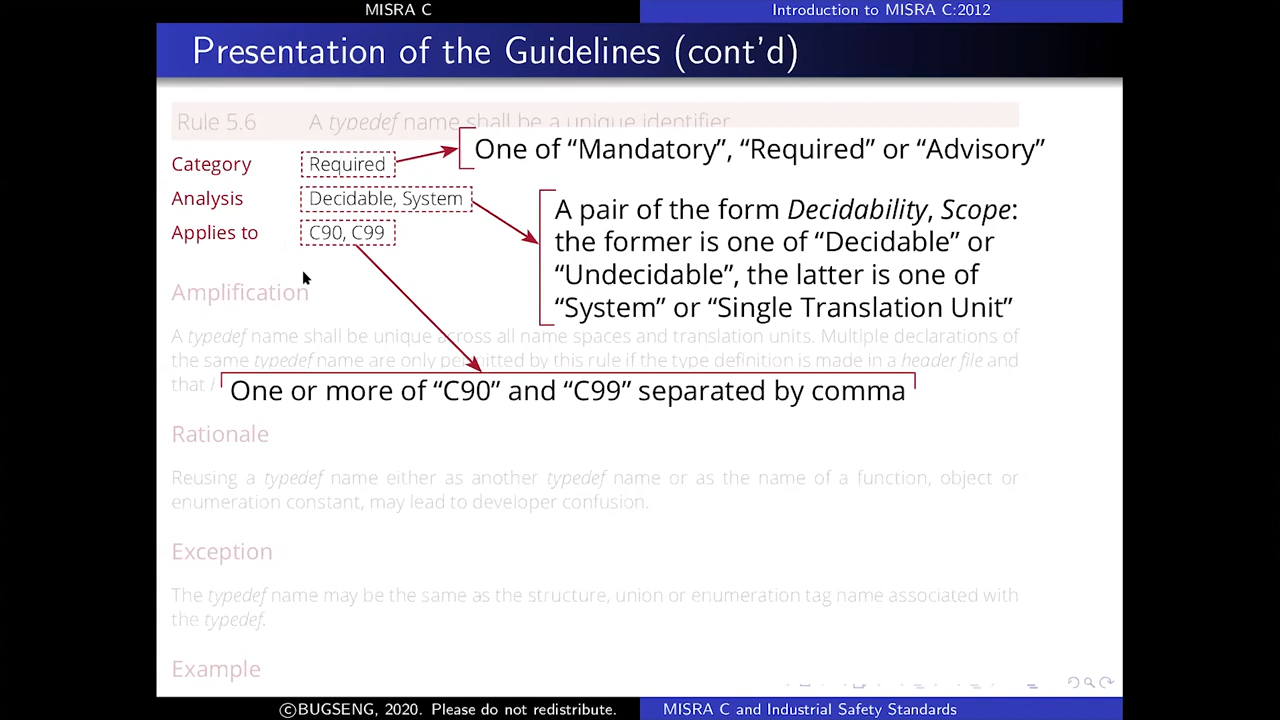 MISRA C
Introduction to MISRA C:2012
Presentation of the Guidelines (cont'd)
Rule 5.6 A typedef name shall be a unique identifier
Category Required
One of “Mandatory”, “Required” or “Advisory”
Analysis Decidable, System
Applies to C90, C99
A pair of the form Decidability, Scope:
the former is one of “Decidable” or
“Undecidable”, the latter is one of
“System” or “Single Translation Unit”
Amplification
A typedef name shall be unique across all name spaces and translation units. Multiple declarations of
the same typedef name are only permitted by this rule if the type definition is made in a header file and
that
One or more of “C90” and “C99” separated by comma
Rationale
Reusing a typedef name either as another typedef name or as the name of a function, object or
enumeration constant, may lead to developer confusion.
Exception
The typedef name may be the same as the structure, union or enumeration tag name associated with
the typedef.
Example
©BUGSENG, 2020. Please do not redistribute.
MISRA C and Industrial Safety Standards